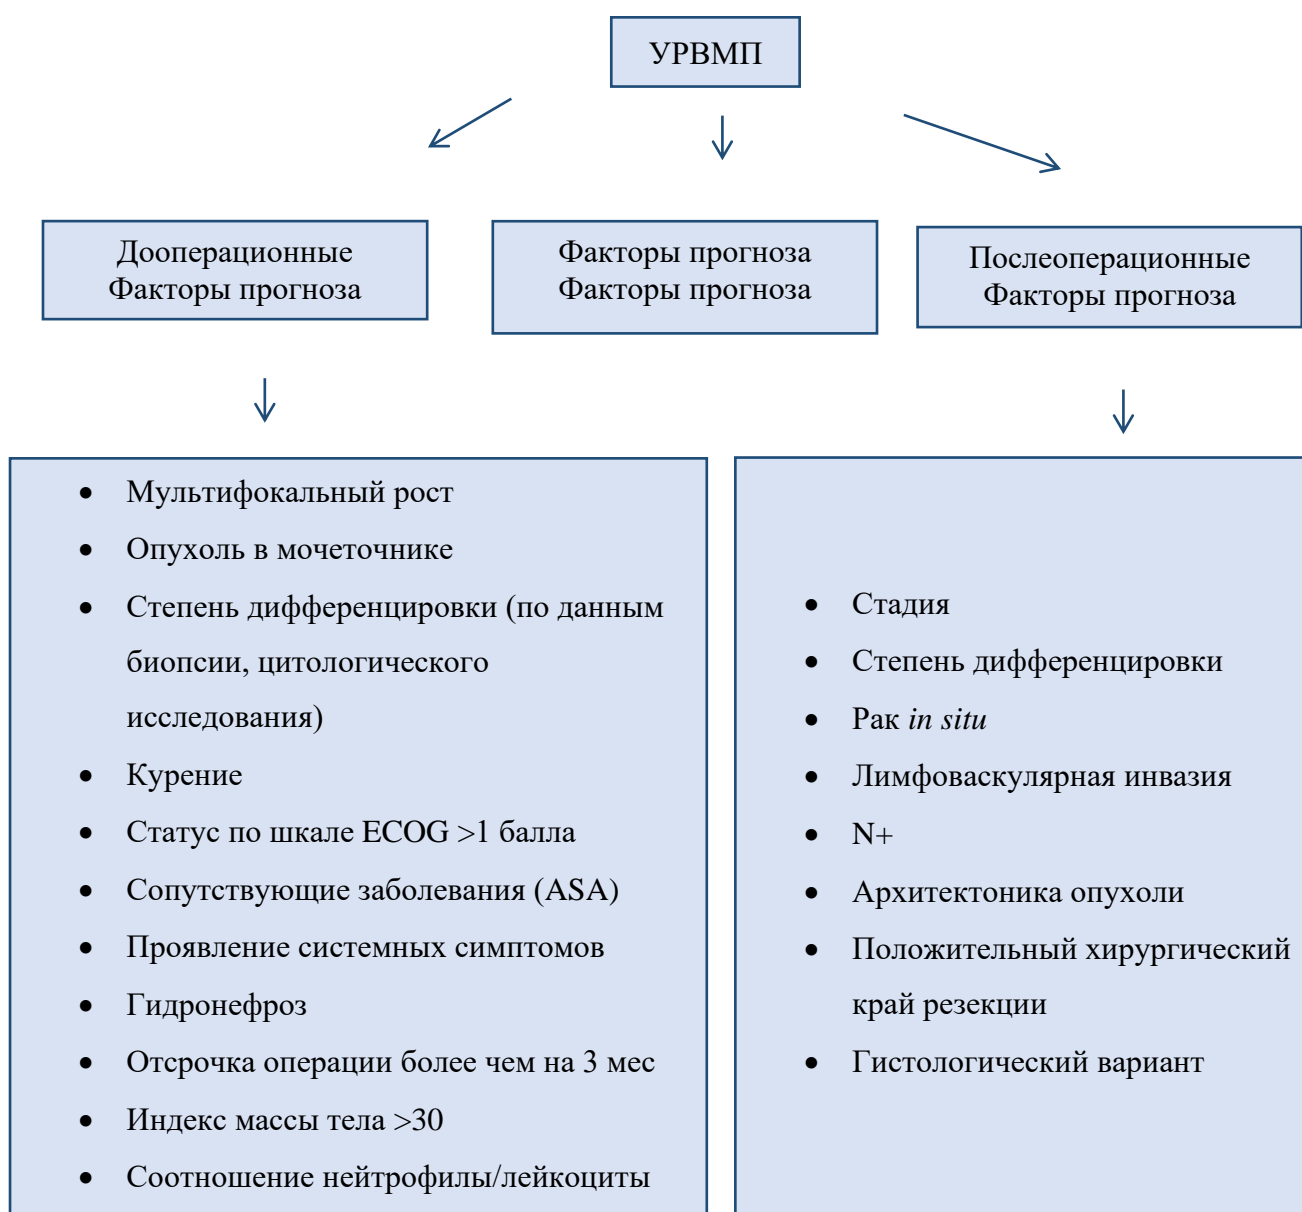 УРВМП
Дооперационные
Факторы прогноза
Факторы прогноза
Факторы прогноза
Послеоперационные
Факторы прогноза
• Мультифокальный рост
• Опухоль в мочеточнике
• Степень дифференцировки (по данным
биопсии, цитологического
исследования)
• Курение
• Статус по шкале ECOG >1 балла
• Сопутствующие заболевания (ASA)
• Проявление системных симптомов
• Гидронефроз
• Отсрочка операции более чем на 3 мес
• Индекс массы тела >30
• Соотношение нейтрофилы/лейкоциты
• Стадия
• Степень дифференцировки
• Рак in situ
• Лимфоваскулярная инвазия
• N+
• Архитектоника опухоли
• Положительный хирургический
край резекции
• Гистологический вариант